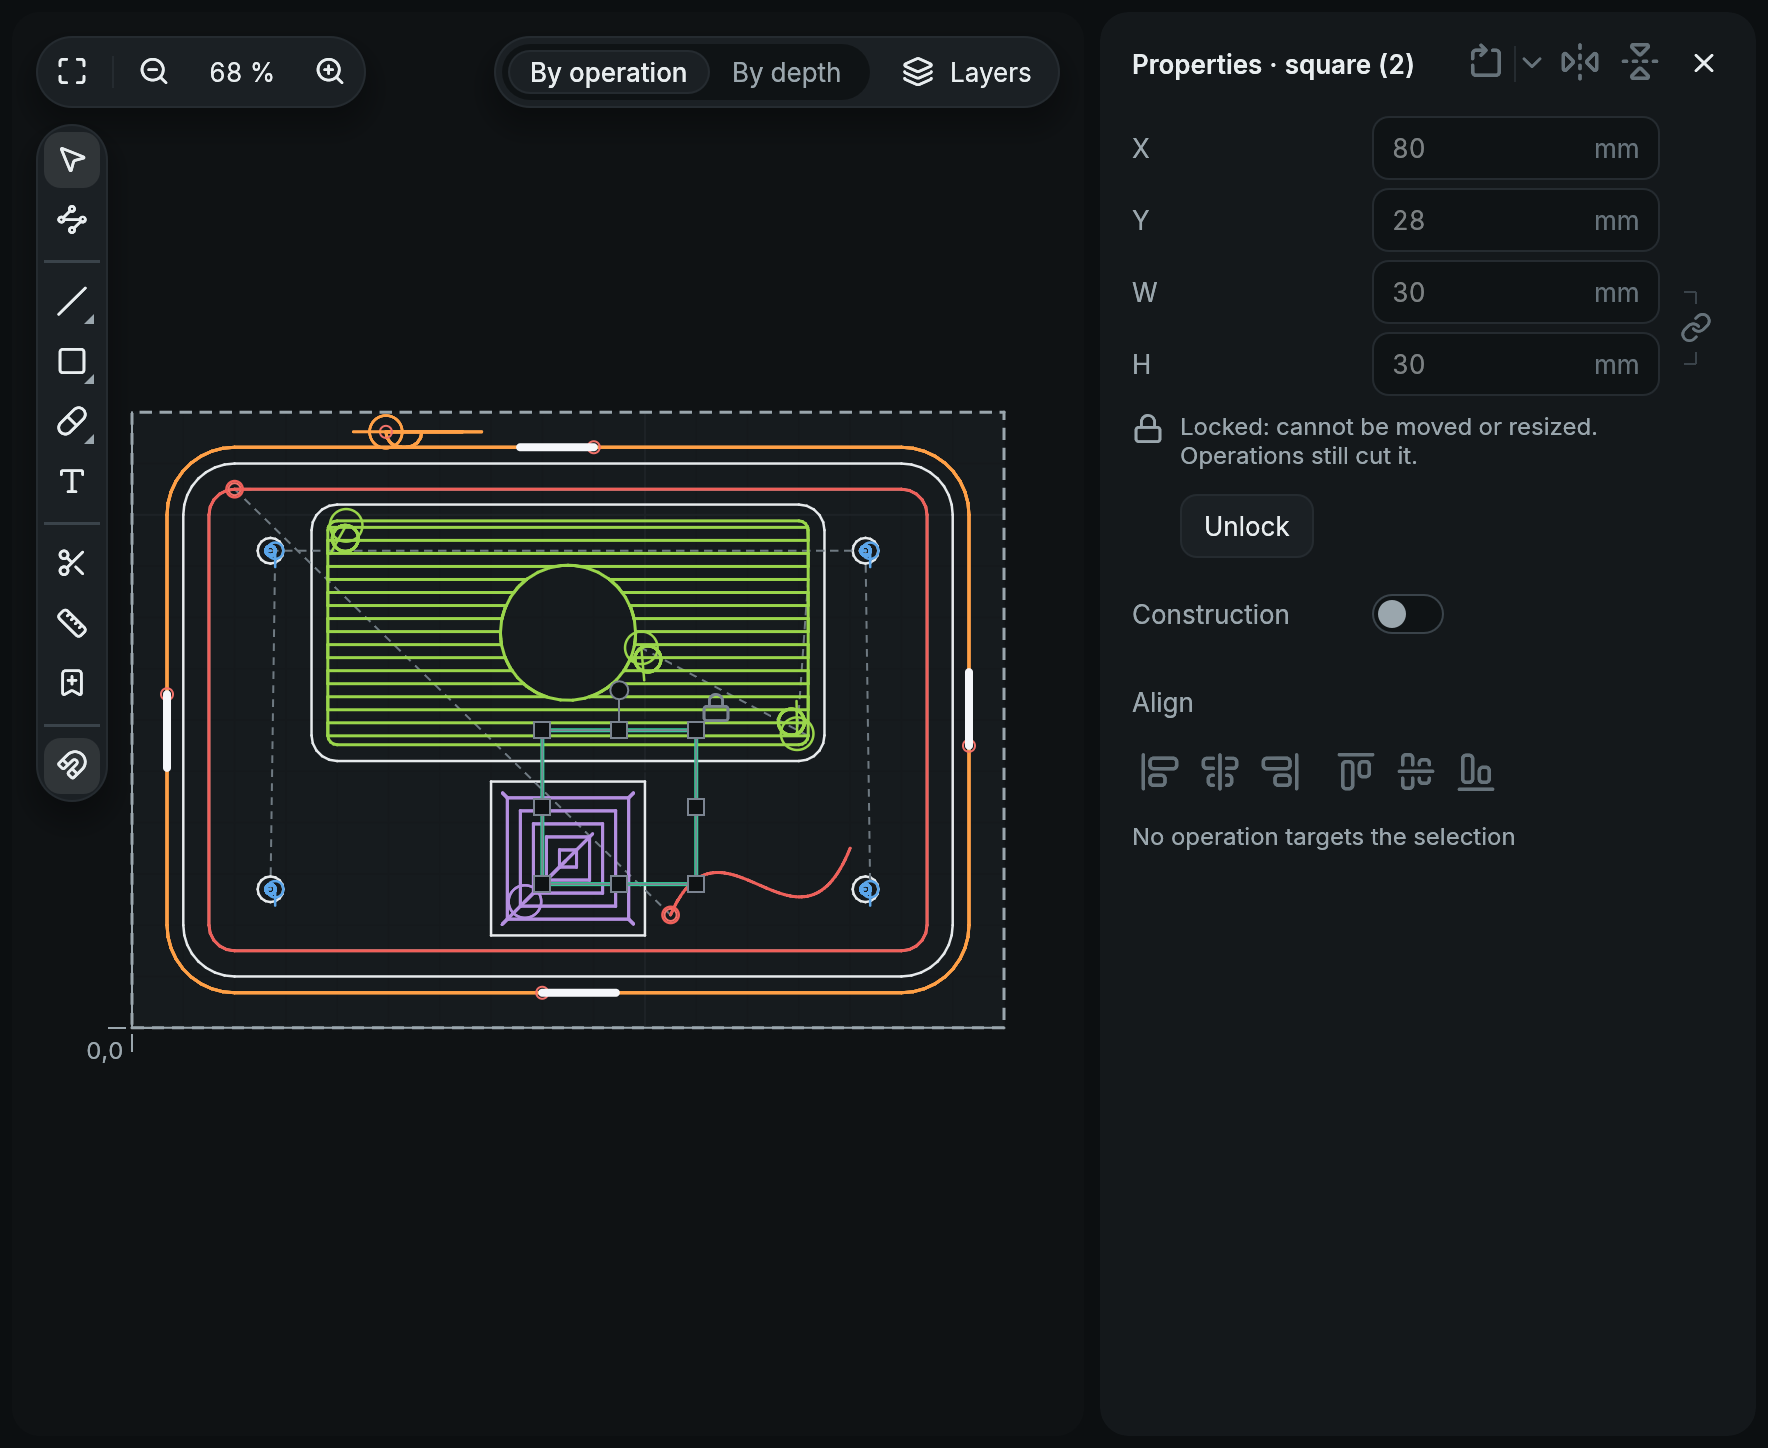 68 %
By operation
By depth
Layers
0,0
Properties · square (2)
X
80
mm
Y
28
mm
W
30
mm
H
30
mm
Locked: cannot be moved or resized.
Operations still cut it.
Unlock
Construction
Align
No operation targets the selection